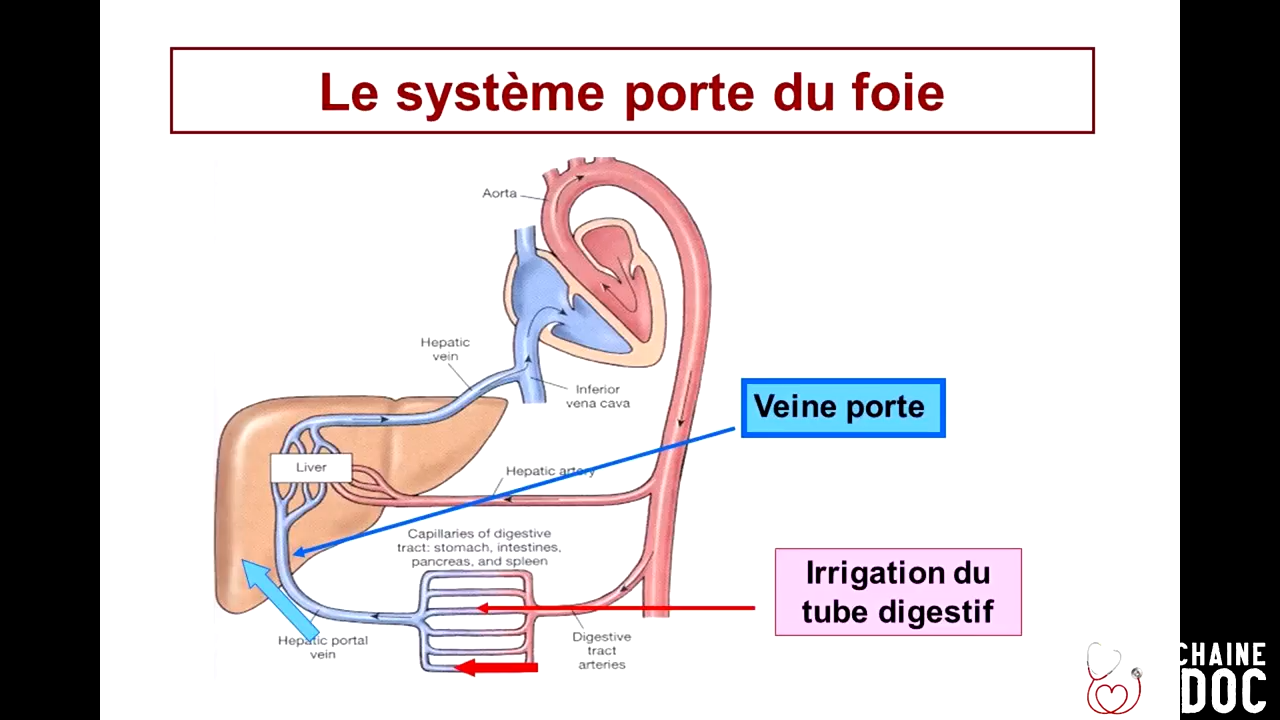 Le système porte du foie
Aorta
Hepatic
vein
Inferior
vena cava
Veine porte
Liver
Hepatic artery
Capillaries of digestive
tract: stomach, intestines,
pancreas, and spleen
Irrigation du
tube digestif
Hepatic portal
vein
Digestive
tract
arteries
CHAINE
DOC